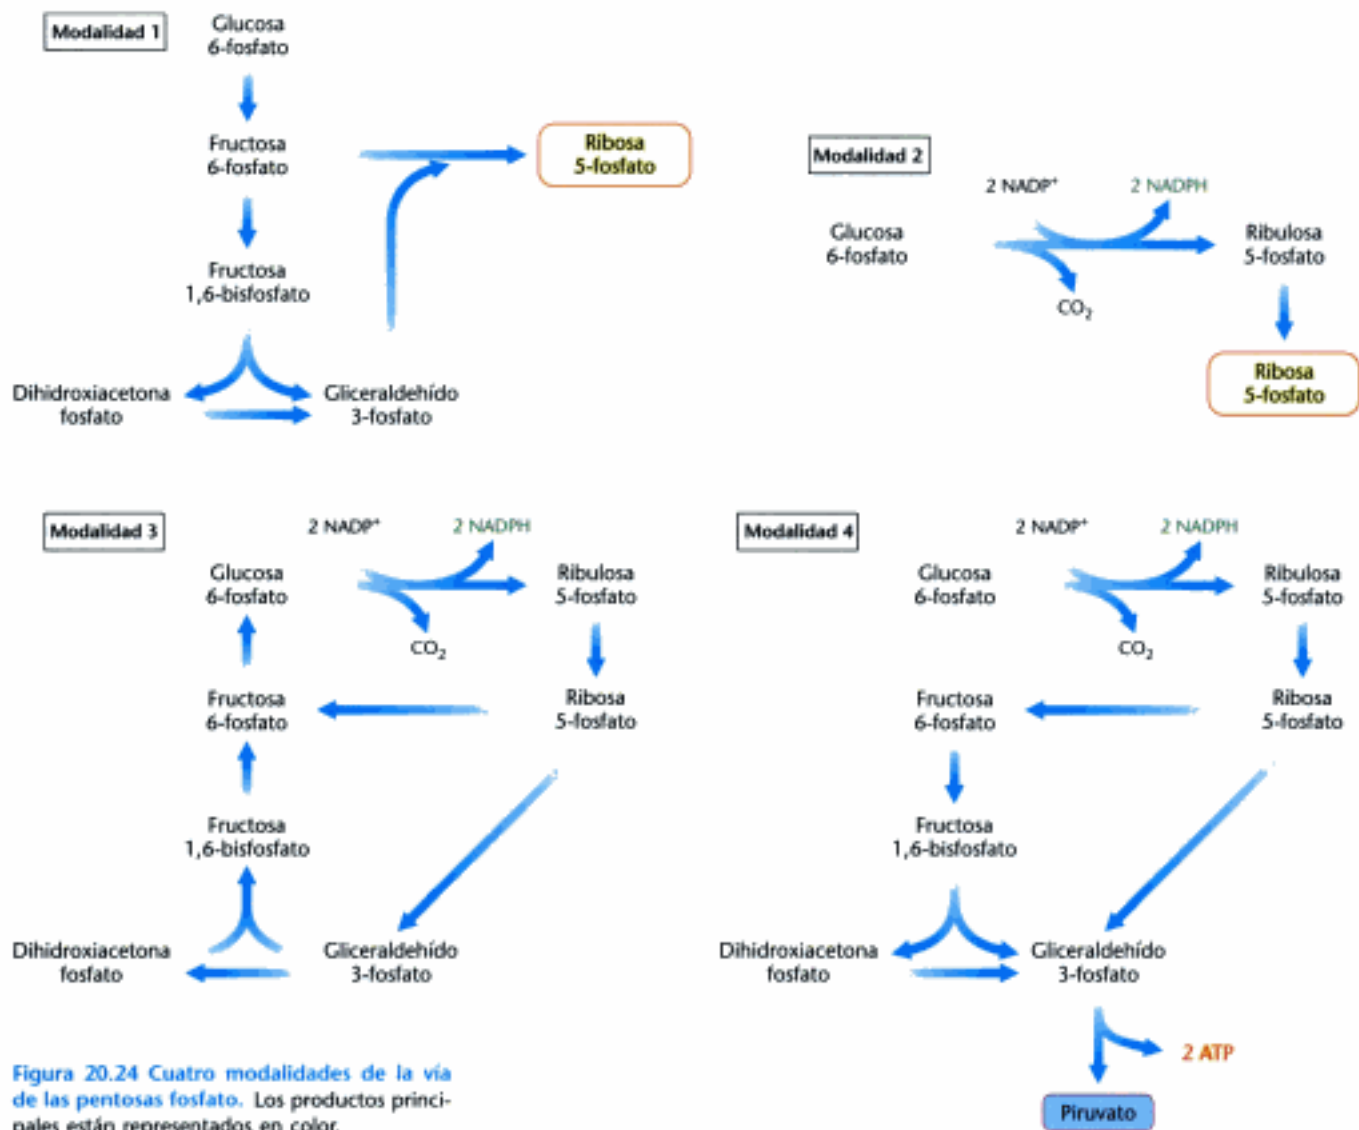 Modalidad 1
Glucosa
6-fosfato
Fructosa
6-fosfato
Ribosa
5-fosfato
Fructosa
1,6-bisfosfato
Dihidroxiacetona
fosfato
Gliceraldehído
3-fosfato
Modalidad 2
2 NADP⁺
2 NADPH
Glucosa
6-fosfato
Ribulosa
5-fosfato
CO₂
Ribosa
5-fosfato
Modalidad 3
2 NADP⁺
2 NADPH
Glucosa
6-fosfato
Ribulosa
5-fosfato
CO₂
Fructosa
6-fosfato
Ribosa
5-fosfato
Fructosa
1,6-bisfosfato
Dihidroxiacetona
fosfato
Gliceraldehído
3-fosfato
Modalidad 4
2 NADP⁺
2 NADPH
Glucosa
6-fosfato
Ribulosa
5-fosfato
CO₂
Fructosa
6-fosfato
Ribosa
5-fosfato
Fructosa
1,6-bisfosfato
Dihidroxiacetona
fosfato
Gliceraldehído
3-fosfato
2 ATP
Piruvato
Figura 20.24 Cuatro modalidades de la vía
de las pentosas fosfato. Los productos princi-
pales están representados en color.